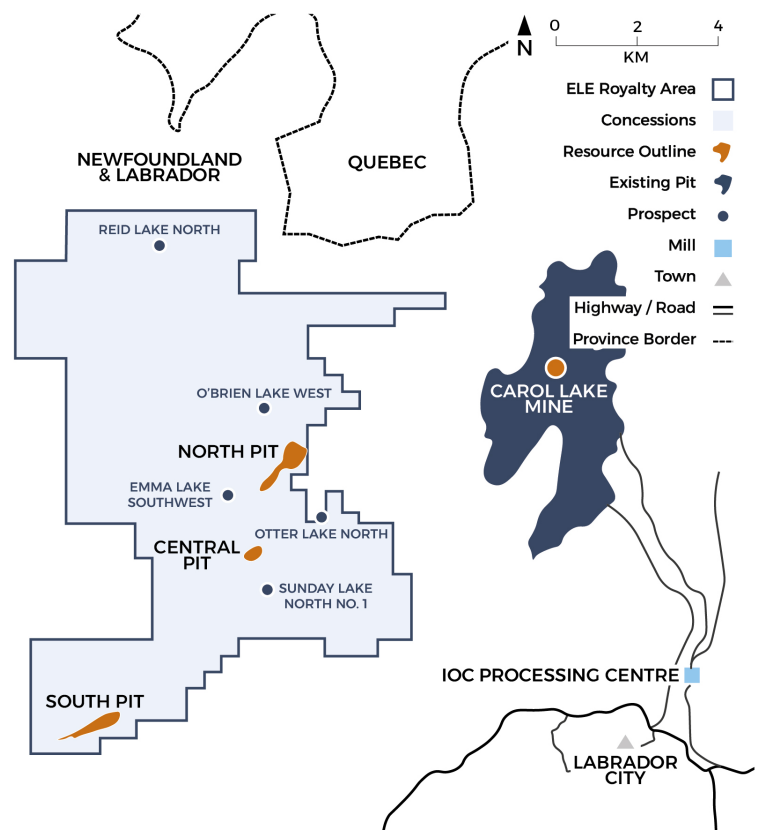 0 2 4
N
KM
ELE Royalty Area
Concessions
Resource Outline
Existing Pit
Prospect
Mill
Town
Highway / Road
Province Border
NEWFOUNDLAND
& LABRADOR
QUEBEC
REID LAKE NORTH
O'BRIEN LAKE WEST
CAROL LAKE
MINE
NORTH PIT
EMMA LAKE
SOUTHWEST
OTTER LAKE NORTH
CENTRAL
PIT
SUNDAY LAKE
NORTH NO. 1
IOC PROCESSING CENTRE
SOUTH PIT
LABRADOR
CITY